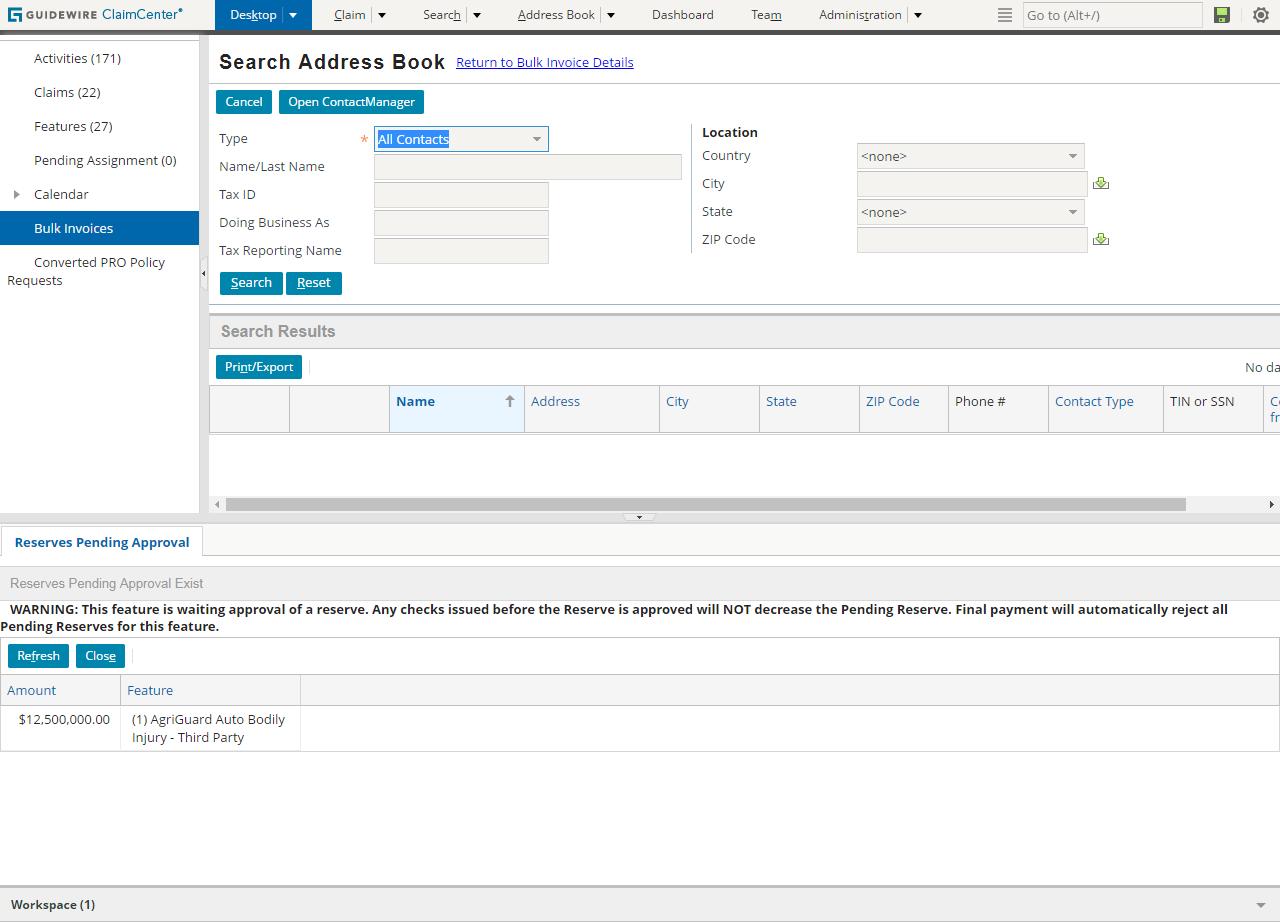 GUIDEWIRE ClaimCenter®
Desktop
Claim
Search
Address Book
Dashboard
Team
Administration
Go to (Alt+/)
Activities (171)
Claims (22)
Features (27)
Pending Assignment (0)
Calendar
Bulk Invoices
Converted PRO Policy
Requests
Search Address Book Return to Bulk Invoice Details
Cancel Open ContactManager
Type * All Contacts
Name/Last Name
Tax ID
Doing Business As
Tax Reporting Name
Location
Country <none>
City
State <none>
ZIP Code
Search Reset
Search Results
Print/Export No da
Name Address City State ZIP Code Phone # Contact Type TIN or SSN Co
fr
Reserves Pending Approval
Reserves Pending Approval Exist
WARNING: This feature is waiting approval of a reserve. Any checks issued before the Reserve is approved will NOT decrease the Pending Reserve. Final payment will automatically reject all
Pending Reserves for this feature.
Refresh Close
Amount Feature
$12,500,000.00 (1) AgriGuard Auto Bodily
Injury - Third Party
Workspace (1)